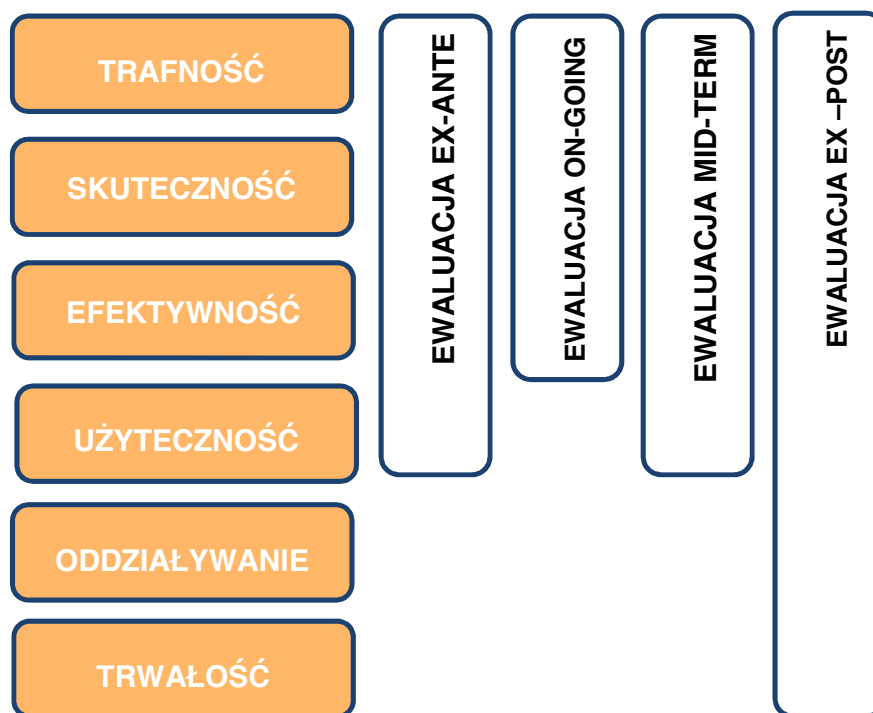 TRAFNOŚĆ
SKUTECZNOŚĆ
EFEKTYWNOŚĆ
UŻYTECZNOŚĆ
ODDZIAŁYWANIE
TRWAŁOŚĆ
EWALUACJA EX-ANTE
EWALUACJA ON-GOING
EWALUACJA MID-TERM
EWALUACJA EX –POST